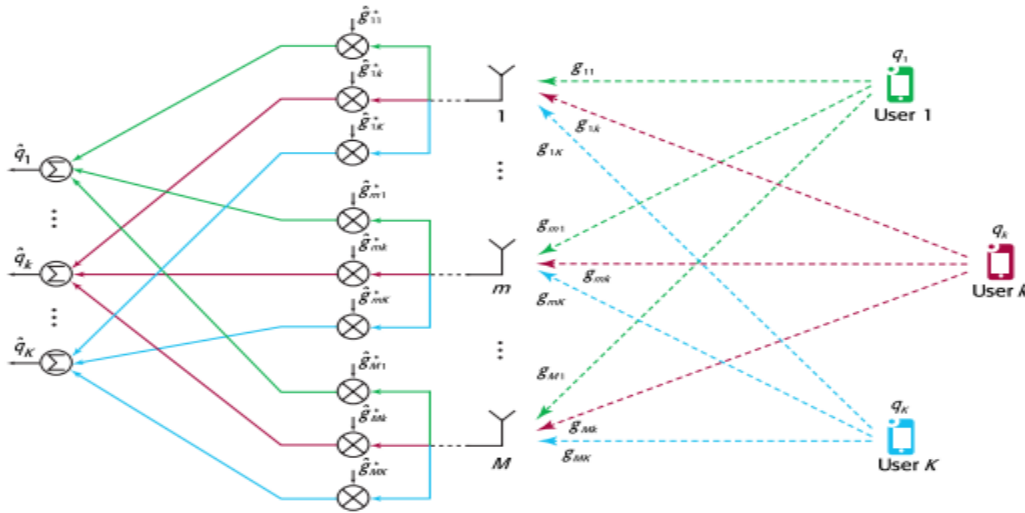 ĝ*₁₁
ĝ*₁ₖ
ĝ*₁K
q̂₁
Σ
⋮
ĝ*ₘ₁
ĝ*ₘₖ
ĝ*ₘK
q̂ₖ
Σ
⋮
q̂K
Σ
ĝ*M₁
ĝ*Mₖ
ĝ*MK
1
⋮
m
⋮
M
g₁₁
g₁ₖ
g₁K
gₘ₁
gₘₖ
gₘK
gM₁
gMₖ
gMK
q₁
User 1
qₖ
User k
qK
User K